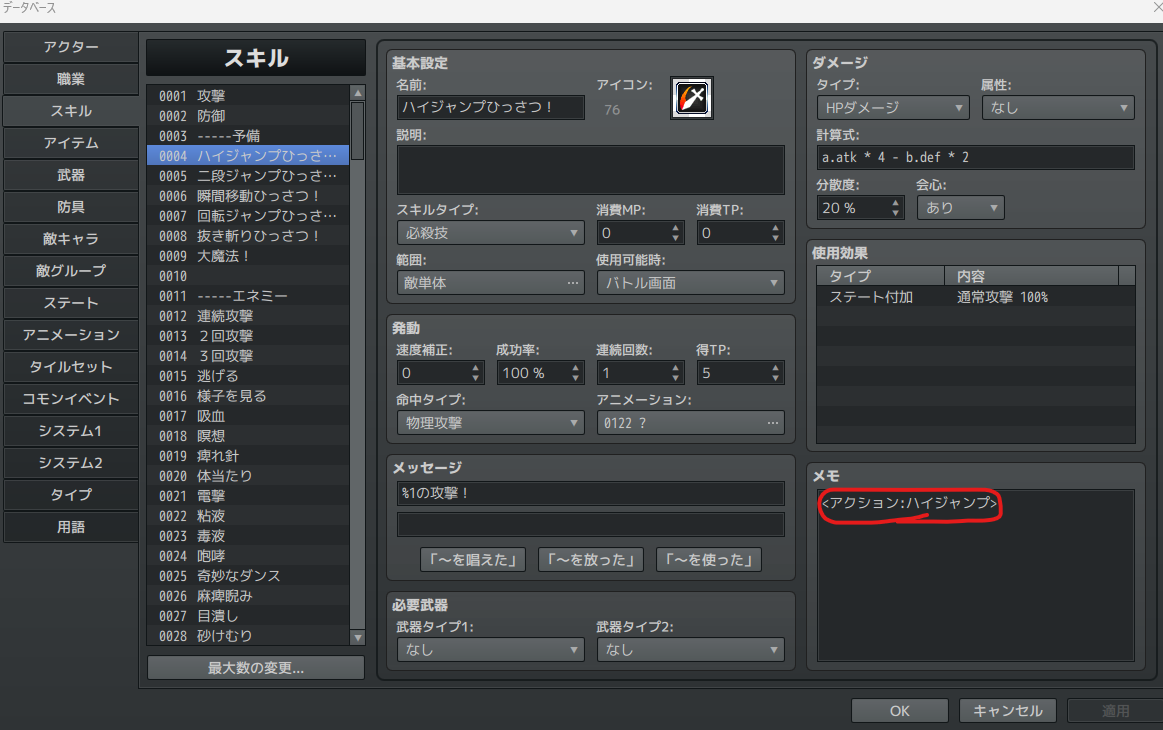 データベース
アクター
職業
スキル
アイテム
武器
防具
敵キャラ
敵グループ
ステート
アニメーション
タイルセット
コモンイベント
システム1
システム2
タイプ
用語
スキル
0001 攻撃
0002 防御
0003 -----予備
0004 ハイジャンプひっさ…
0005 二段ジャンプひっさ…
0006 瞬間移動ひっさつ！
0007 回転ジャンプひっさ…
0008 抜き斬りひっさつ！
0009 大魔法！
0010
0011 -----エネミー
0012 連続攻撃
0013 ２回攻撃
0014 ３回攻撃
0015 逃げる
0016 様子を見る
0017 吸血
0018 瞑想
0019 痺れ針
0020 体当たり
0021 電撃
0022 粘液
0023 毒液
0024 咆哮
0025 奇妙なダンス
0026 麻痺睨み
0027 目潰し
0028 砂けむり
最大数の変更...
基本設定
名前:
アイコン:
ハイジャンプひっさつ！
76
説明:
スキルタイプ:
消費MP:
消費TP:
必殺技
0
0
範囲:
使用可能時:
敵単体
…
バトル画面
発動
速度補正:
成功率:
連続回数:
得TP:
0
100 %
1
5
命中タイプ:
アニメーション:
物理攻撃
0122 ?
…
メッセージ
%1の攻撃！
「～を唱えた」
「～を放った」
「～を使った」
必要武器
武器タイプ1:
武器タイプ2:
なし
なし
ダメージ
タイプ:
属性:
HPダメージ
なし
計算式:
a.atk * 4 - b.def * 2
分散度:
会心:
20 %
あり
使用効果
タイプ
内容
ステート付加
通常攻撃 100%
メモ
<アクション:ハイジャンプ>
OK
キャンセル
適用